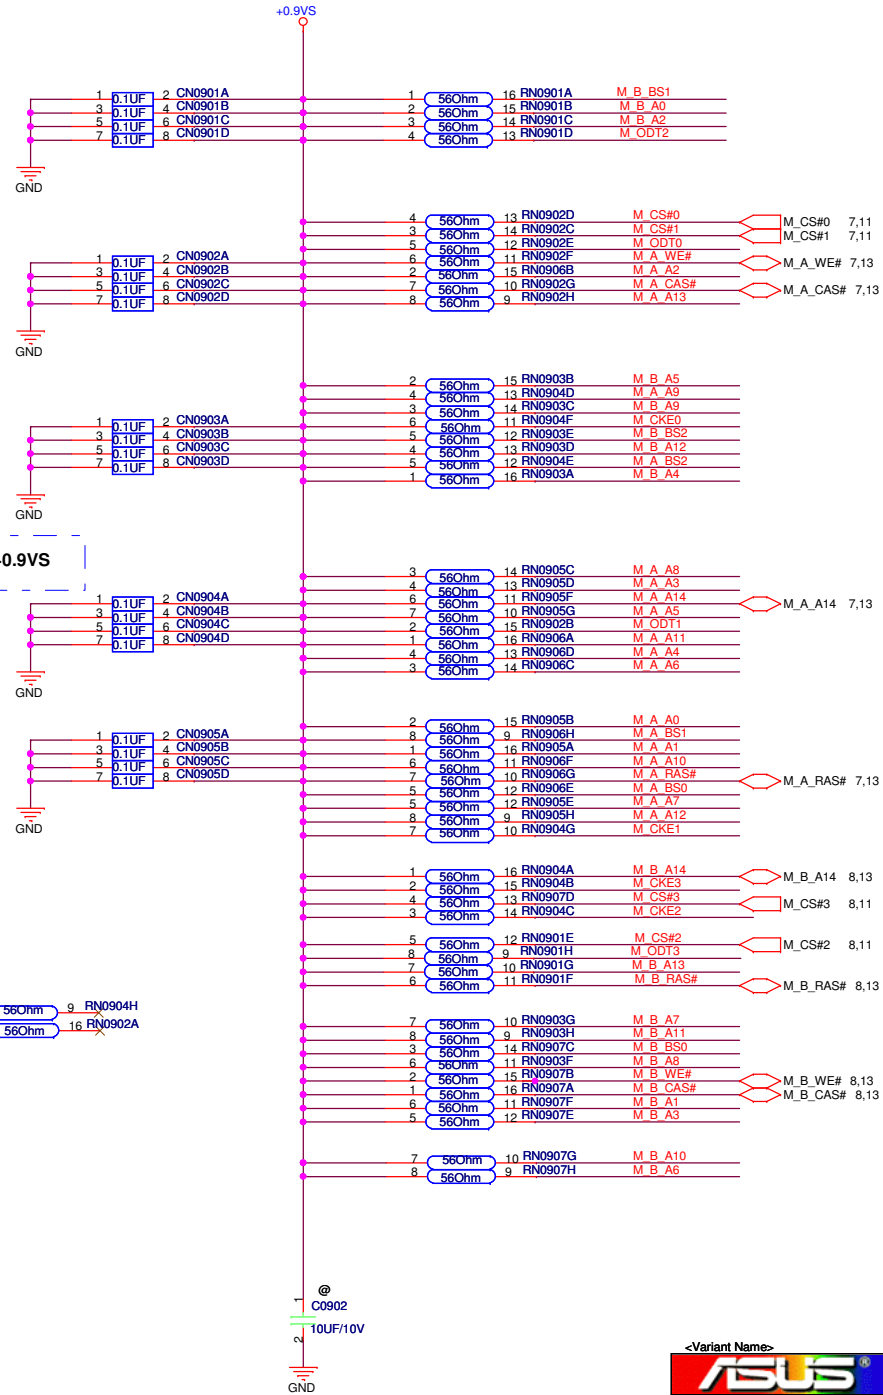 +0.9VS
1 0.1UF 2 CN0901A
3 0.1UF 4 CN0901B
5 0.1UF 6 CN0901C
7 0.1UF 8 CN0901D
GND
1 56Ohm 16 RN0901A M_B_BS1
2 56Ohm 15 RN0901B M_B_A0
3 56Ohm 14 RN0901C M_B_A2
4 56Ohm 13 RN0901D M_ODT2
4 56Ohm 13 RN0902D M_CS#0 M_CS#0 7,11
3 56Ohm 14 RN0902C M_CS#1 M_CS#1 7,11
5 56Ohm 12 RN0902E M_ODT0
6 56Ohm 11 RN0902F M_A_WE# M_A_WE# 7,13
2 56Ohm 15 RN0906B M_A_A2
7 56Ohm 10 RN0902G M_A_CAS# M_A_CAS# 7,13
8 56Ohm 9 RN0902H M_A_A13
1 0.1UF 2 CN0902A
3 0.1UF 4 CN0902B
5 0.1UF 6 CN0902C
7 0.1UF 8 CN0902D
GND
2 56Ohm 15 RN0903B M_B_A5
4 56Ohm 13 RN0904D M_A_A9
3 56Ohm 14 RN0903C M_B_A9
6 56Ohm 11 RN0904F M_CKE0
5 56Ohm 12 RN0903E M_B_BS2
4 56Ohm 13 RN0903D M_B_A12
5 56Ohm 12 RN0904E M_A_BS2
1 56Ohm 16 RN0903A M_B_A4
1 0.1UF 2 CN0903A
3 0.1UF 4 CN0903B
5 0.1UF 6 CN0903C
7 0.1UF 8 CN0903D
GND
0.9VS
3 56Ohm 14 RN0905C M_A_A8
4 56Ohm 13 RN0905D M_A_A3
6 56Ohm 11 RN0905F M_A_A14 M_A_A14 7,13
7 56Ohm 10 RN0905G M_A_A5
2 56Ohm 15 RN0902B M_ODT1
1 56Ohm 16 RN0906A M_A_A11
4 56Ohm 13 RN0906D M_A_A4
3 56Ohm 14 RN0906C M_A_A6
1 0.1UF 2 CN0904A
3 0.1UF 4 CN0904B
5 0.1UF 6 CN0904C
7 0.1UF 8 CN0904D
GND
2 56Ohm 15 RN0905B M_A_A0
8 56Ohm 9 RN0906H M_A_BS1
1 56Ohm 16 RN0905A M_A_A1
6 56Ohm 11 RN0906F M_A_A10
7 56Ohm 10 RN0906G M_A_RAS# M_A_RAS# 7,13
5 56Ohm 12 RN0906E M_A_BS0
5 56Ohm 12 RN0905E M_A_A7
8 56Ohm 9 RN0905H M_A_A12
7 56Ohm 10 RN0904G M_CKE1
1 0.1UF 2 CN0905A
3 0.1UF 4 CN0905B
5 0.1UF 6 CN0905C
7 0.1UF 8 CN0905D
GND
1 56Ohm 16 RN0904A M_B_A14 M_B_A14 8,13
2 56Ohm 15 RN0904B M_CKE3
4 56Ohm 13 RN0907D M_CS#3 M_CS#3 8,11
3 56Ohm 14 RN0904C M_CKE2
5 56Ohm 12 RN0901E M_CS#2 M_CS#2 8,11
8 56Ohm 9 RN0901H M_ODT3
7 56Ohm 10 RN0901G M_B_A13
6 56Ohm 11 RN0901F M_B_RAS# M_B_RAS# 8,13
56Ohm 9 RN0904H
56Ohm 16 RN0902A
7 56Ohm 10 RN0903G M_B_A7
8 56Ohm 9 RN0903H M_B_A11
3 56Ohm 14 RN0907C M_B_BS0
6 56Ohm 11 RN0903F M_B_A8
2 56Ohm 15 RN0907B M_B_WE# M_B_WE# 8,13
1 56Ohm 16 RN0907A M_B_CAS# M_B_CAS# 8,13
6 56Ohm 11 RN0907F M_B_A1
5 56Ohm 12 RN0907E M_B_A3
7 56Ohm 10 RN0907G M_B_A10
8 56Ohm 9 RN0907H M_B_A6
@
1 C0902
10UF/10V
2
GND
<Variant Name>
ASUS®